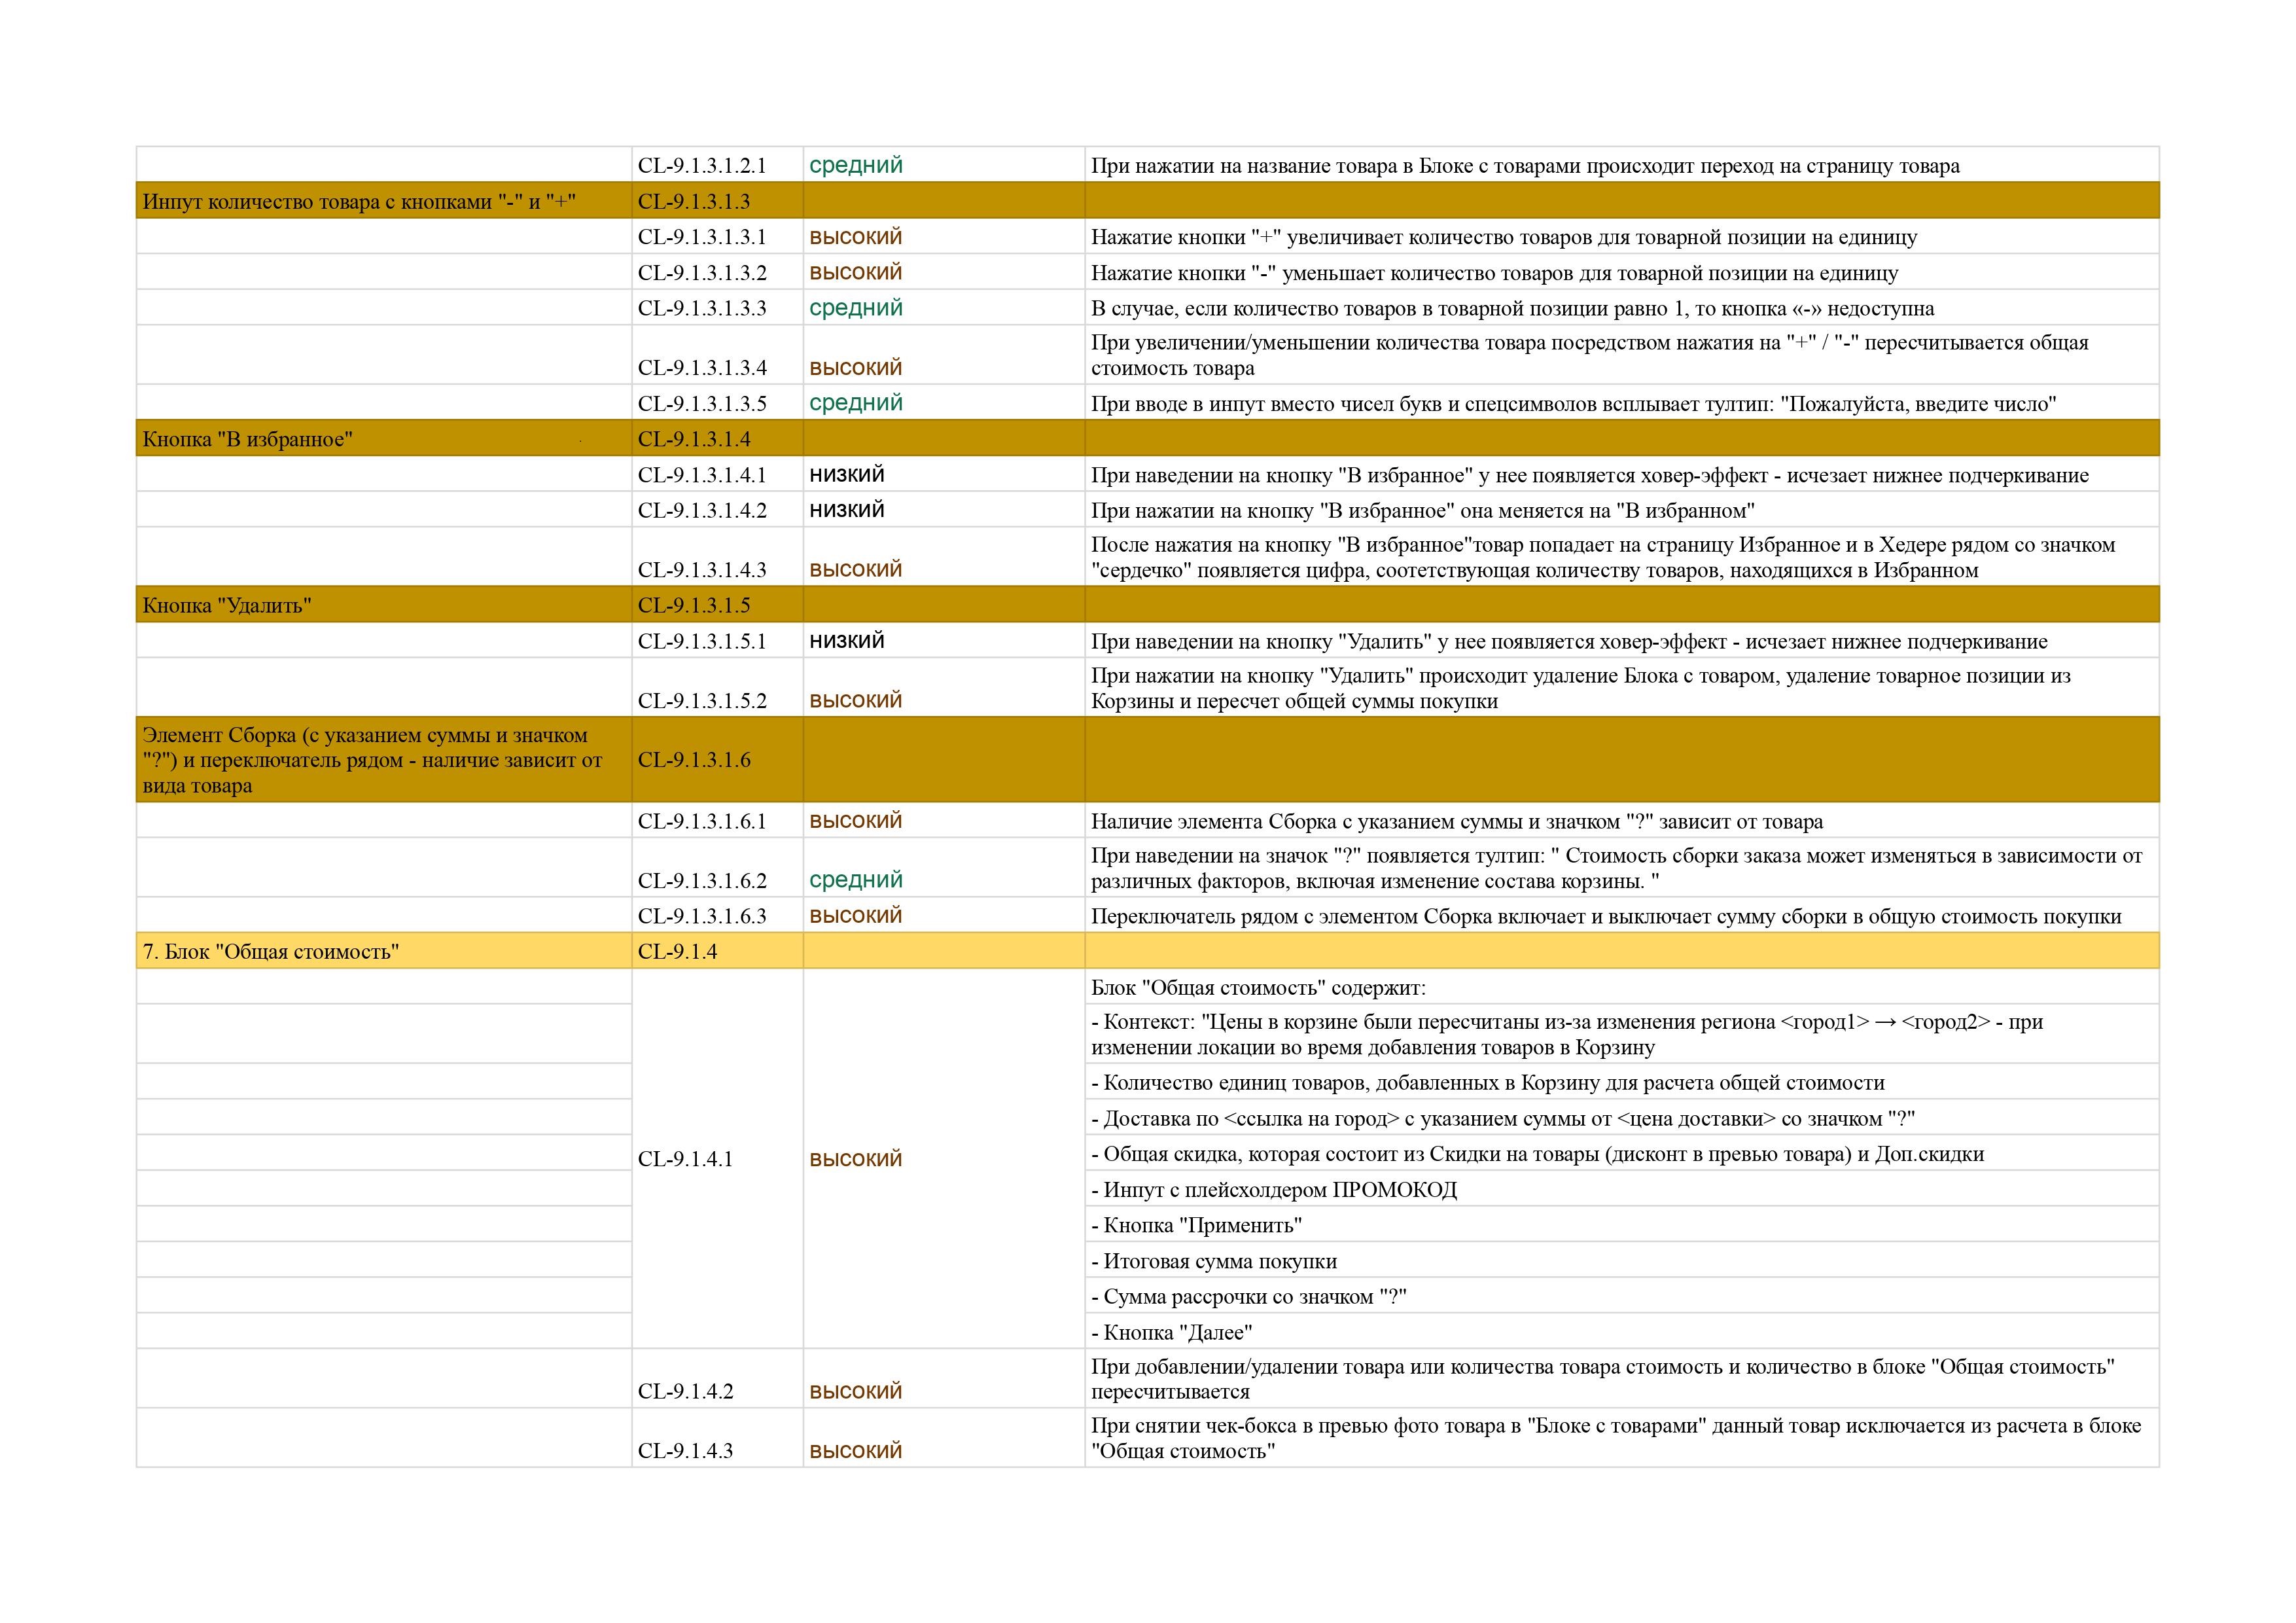 CL-9.1.3.1.2.1 средний При нажатии на название товара в Блоке с товарами происходит переход на страницу товара
Инпут количество товара с кнопками "-" и "+" CL-9.1.3.1.3
CL-9.1.3.1.3.1 высокий Нажатие кнопки "+" увеличивает количество товаров для товарной позиции на единицу
CL-9.1.3.1.3.2 высокий Нажатие кнопки "-" уменьшает количество товаров для товарной позиции на единицу
CL-9.1.3.1.3.3 средний В случае, если количество товаров в товарной позиции равно 1, то кнопка «-» недоступна
При увеличении/уменьшении количества товара посредством нажатия на "+" / "-" пересчитывается общая
CL-9.1.3.1.3.4 высокий стоимость товара
CL-9.1.3.1.3.5 средний При вводе в инпут вместо чисел букв и спецсимволов всплывает тултип: "Пожалуйста, введите число"
Кнопка "В избранное" CL-9.1.3.1.4
CL-9.1.3.1.4.1 низкий При наведении на кнопку "В избранное" у нее появляется ховер-эффект - исчезает нижнее подчеркивание
CL-9.1.3.1.4.2 низкий При нажатии на кнопку "В избранное" она меняется на "В избранном"
После нажатия на кнопку "В избранное"товар попадает на страницу Избранное и в Хедере рядом со значком
CL-9.1.3.1.4.3 высокий "сердечко" появляется цифра, соотетствующая количеству товаров, находящихся в Избранном
Кнопка "Удалить" CL-9.1.3.1.5
CL-9.1.3.1.5.1 низкий При наведении на кнопку "Удалить" у нее появляется ховер-эффект - исчезает нижнее подчеркивание
При нажатии на кнопку "Удалить" происходит удаление Блока с товаром, удаление товарное позиции из
CL-9.1.3.1.5.2 высокий Корзины и пересчет общей суммы покупки
Элемент Сборка (с указанием суммы и значком
"?") и переключатель рядом - наличие зависит от CL-9.1.3.1.6
вида товара
CL-9.1.3.1.6.1 высокий Наличие элемента Сборка с указанием суммы и значком "?" зависит от товара
При наведении на значок "?" появляется тултип: " Стоимость сборки заказа может изменяться в зависимости от
CL-9.1.3.1.6.2 средний различных факторов, включая изменение состава корзины. "
CL-9.1.3.1.6.3 высокий Переключатель рядом с элементом Сборка включает и выключает сумму сборки в общую стоимость покупки
7. Блок "Общая стоимость" CL-9.1.4
Блок "Общая стоимость" содержит:
- Контекст: "Цены в корзине были пересчитаны из-за изменения региона <город1> → <город2> - при
изменении локации во время добавления товаров в Корзину
- Количество единиц товаров, добавленных в Корзину для расчета общей стоимости
- Доставка по <ссылка на город> с указанием суммы от <цена доставки> со значком "?"
CL-9.1.4.1 высокий - Общая скидка, которая состоит из Скидки на товары (дисконт в превью товара) и Доп.скидки
- Инпут с плейсхолдером ПРОМОКОД
- Кнопка "Применить"
- Итоговая сумма покупки
- Сумма рассрочки со значком "?"
- Кнопка "Далее"
При добавлении/удалении товара или количества товара стоимость и количество в блоке "Общая стоимость"
CL-9.1.4.2 высокий пересчитывается
При снятии чек-бокса в превью фото товара в "Блоке с товарами" данный товар исключается из расчета в блоке
CL-9.1.4.3 высокий "Общая стоимость"